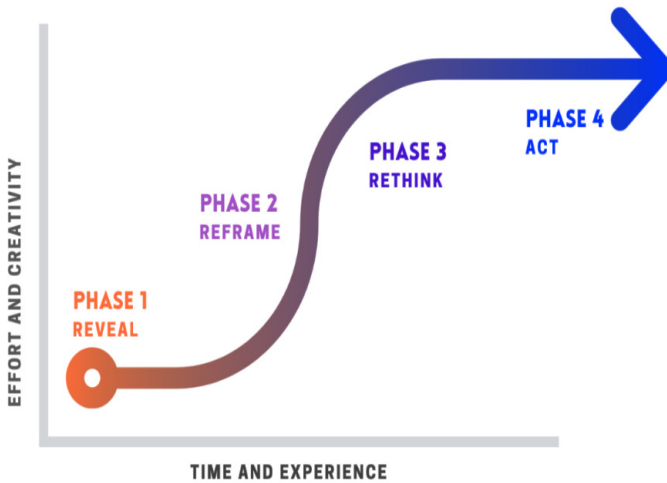 PHASE 4
ACT
PHASE 3
RETHINK
PHASE 2
REFRAME
PHASE 1
REVEAL
EFFORT AND CREATIVITY
TIME AND EXPERIENCE